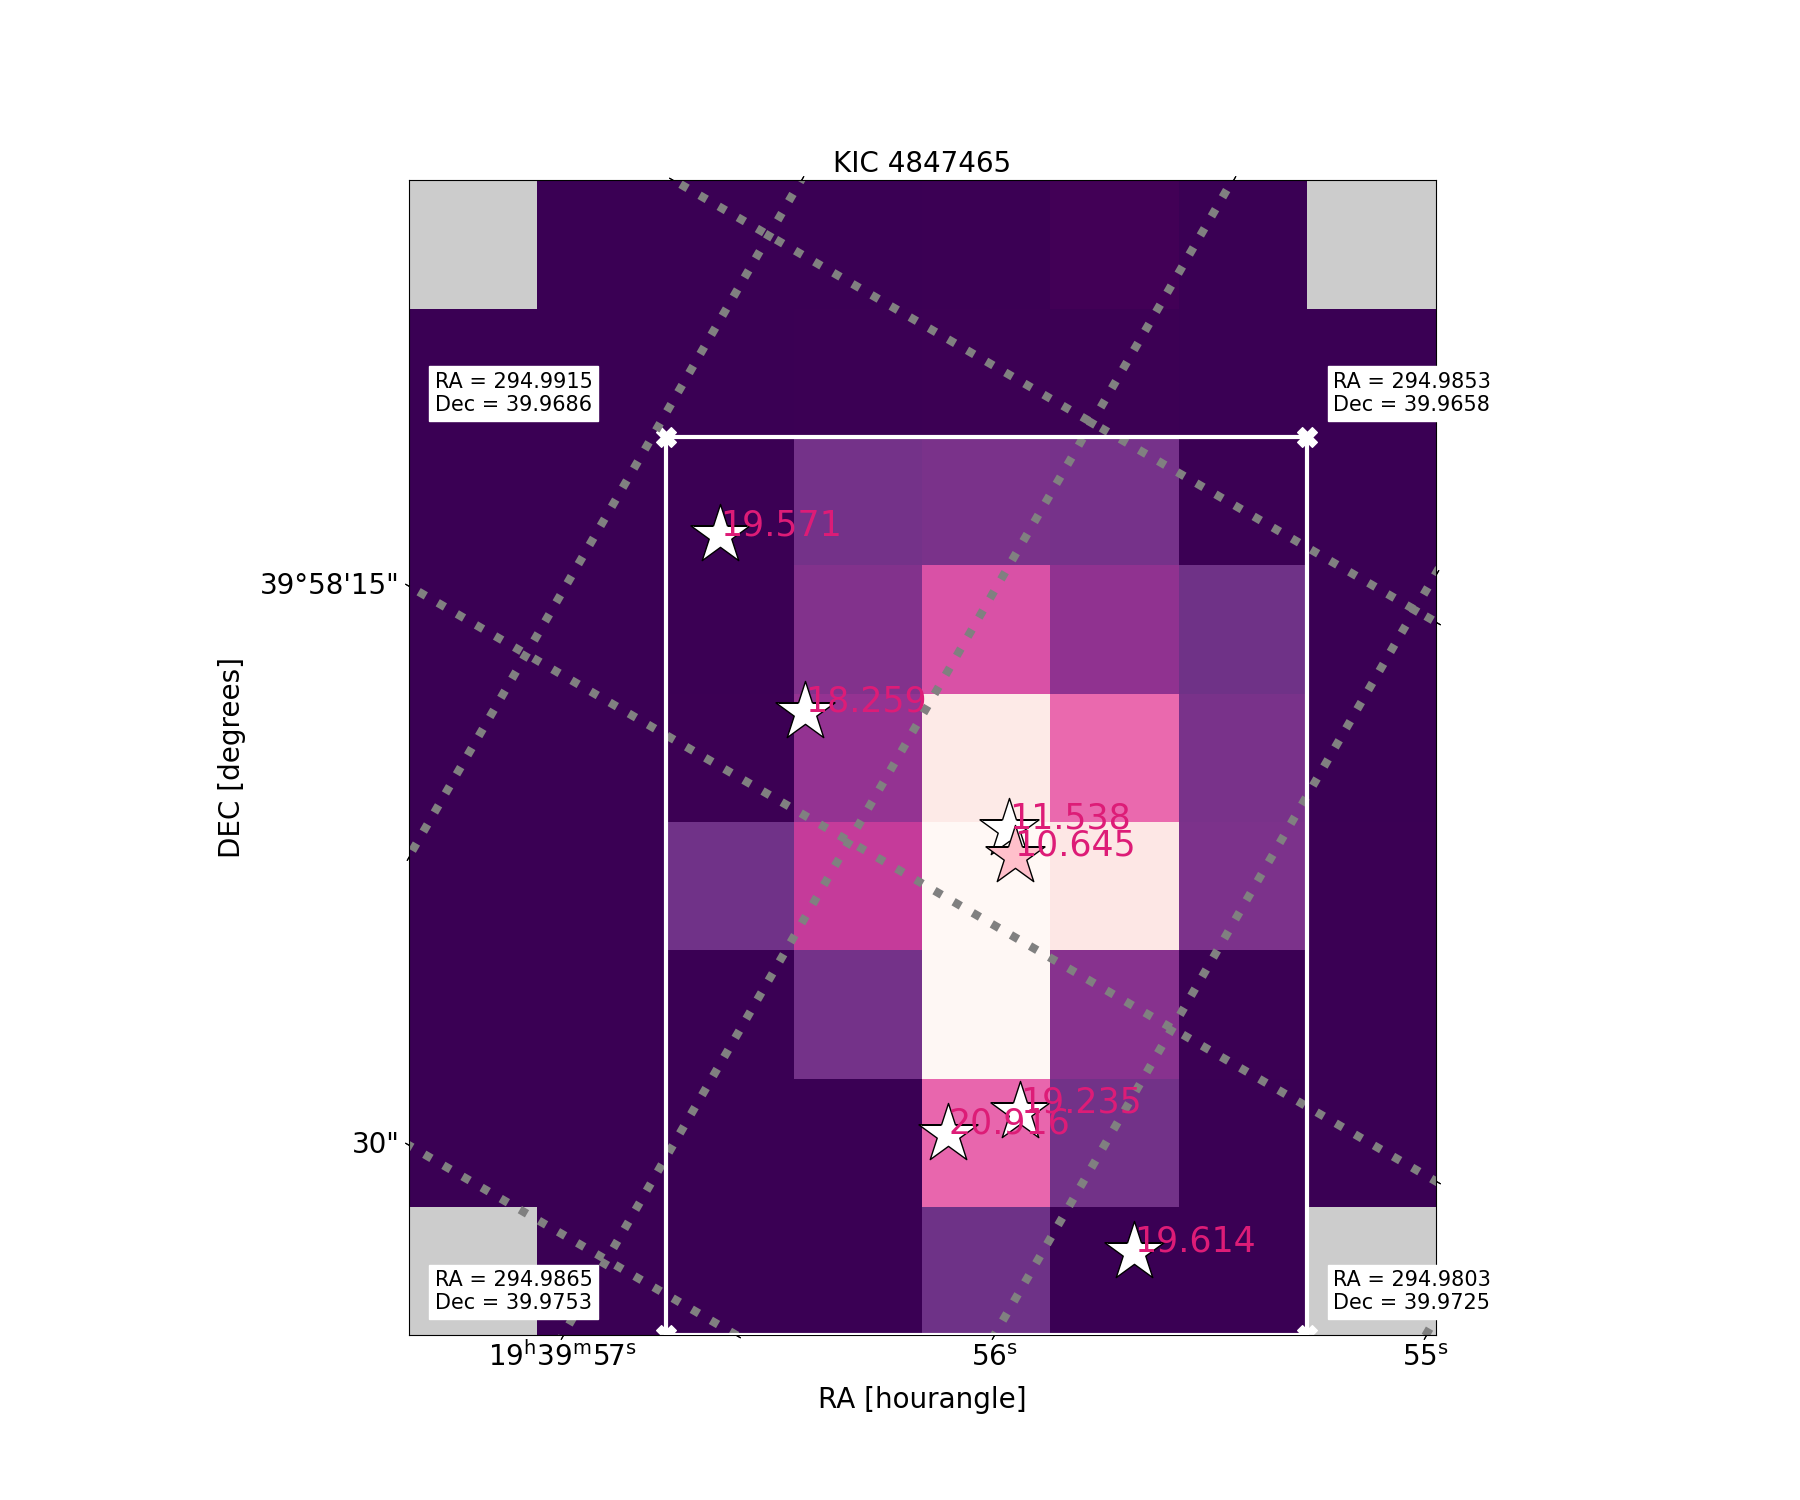 KIC 4847465
RA = 294.9915
Dec = 39.9686
RA = 294.9853
Dec = 39.9658
19.571
39°58'15"
18.259
11.538
10.645
DEC [degrees]
19.235
20.916
30"
19.614
RA = 294.9865
Dec = 39.9753
RA = 294.9803
Dec = 39.9725
19ʰ39ᵐ57ˢ
56ˢ
55ˢ
RA [hourangle]